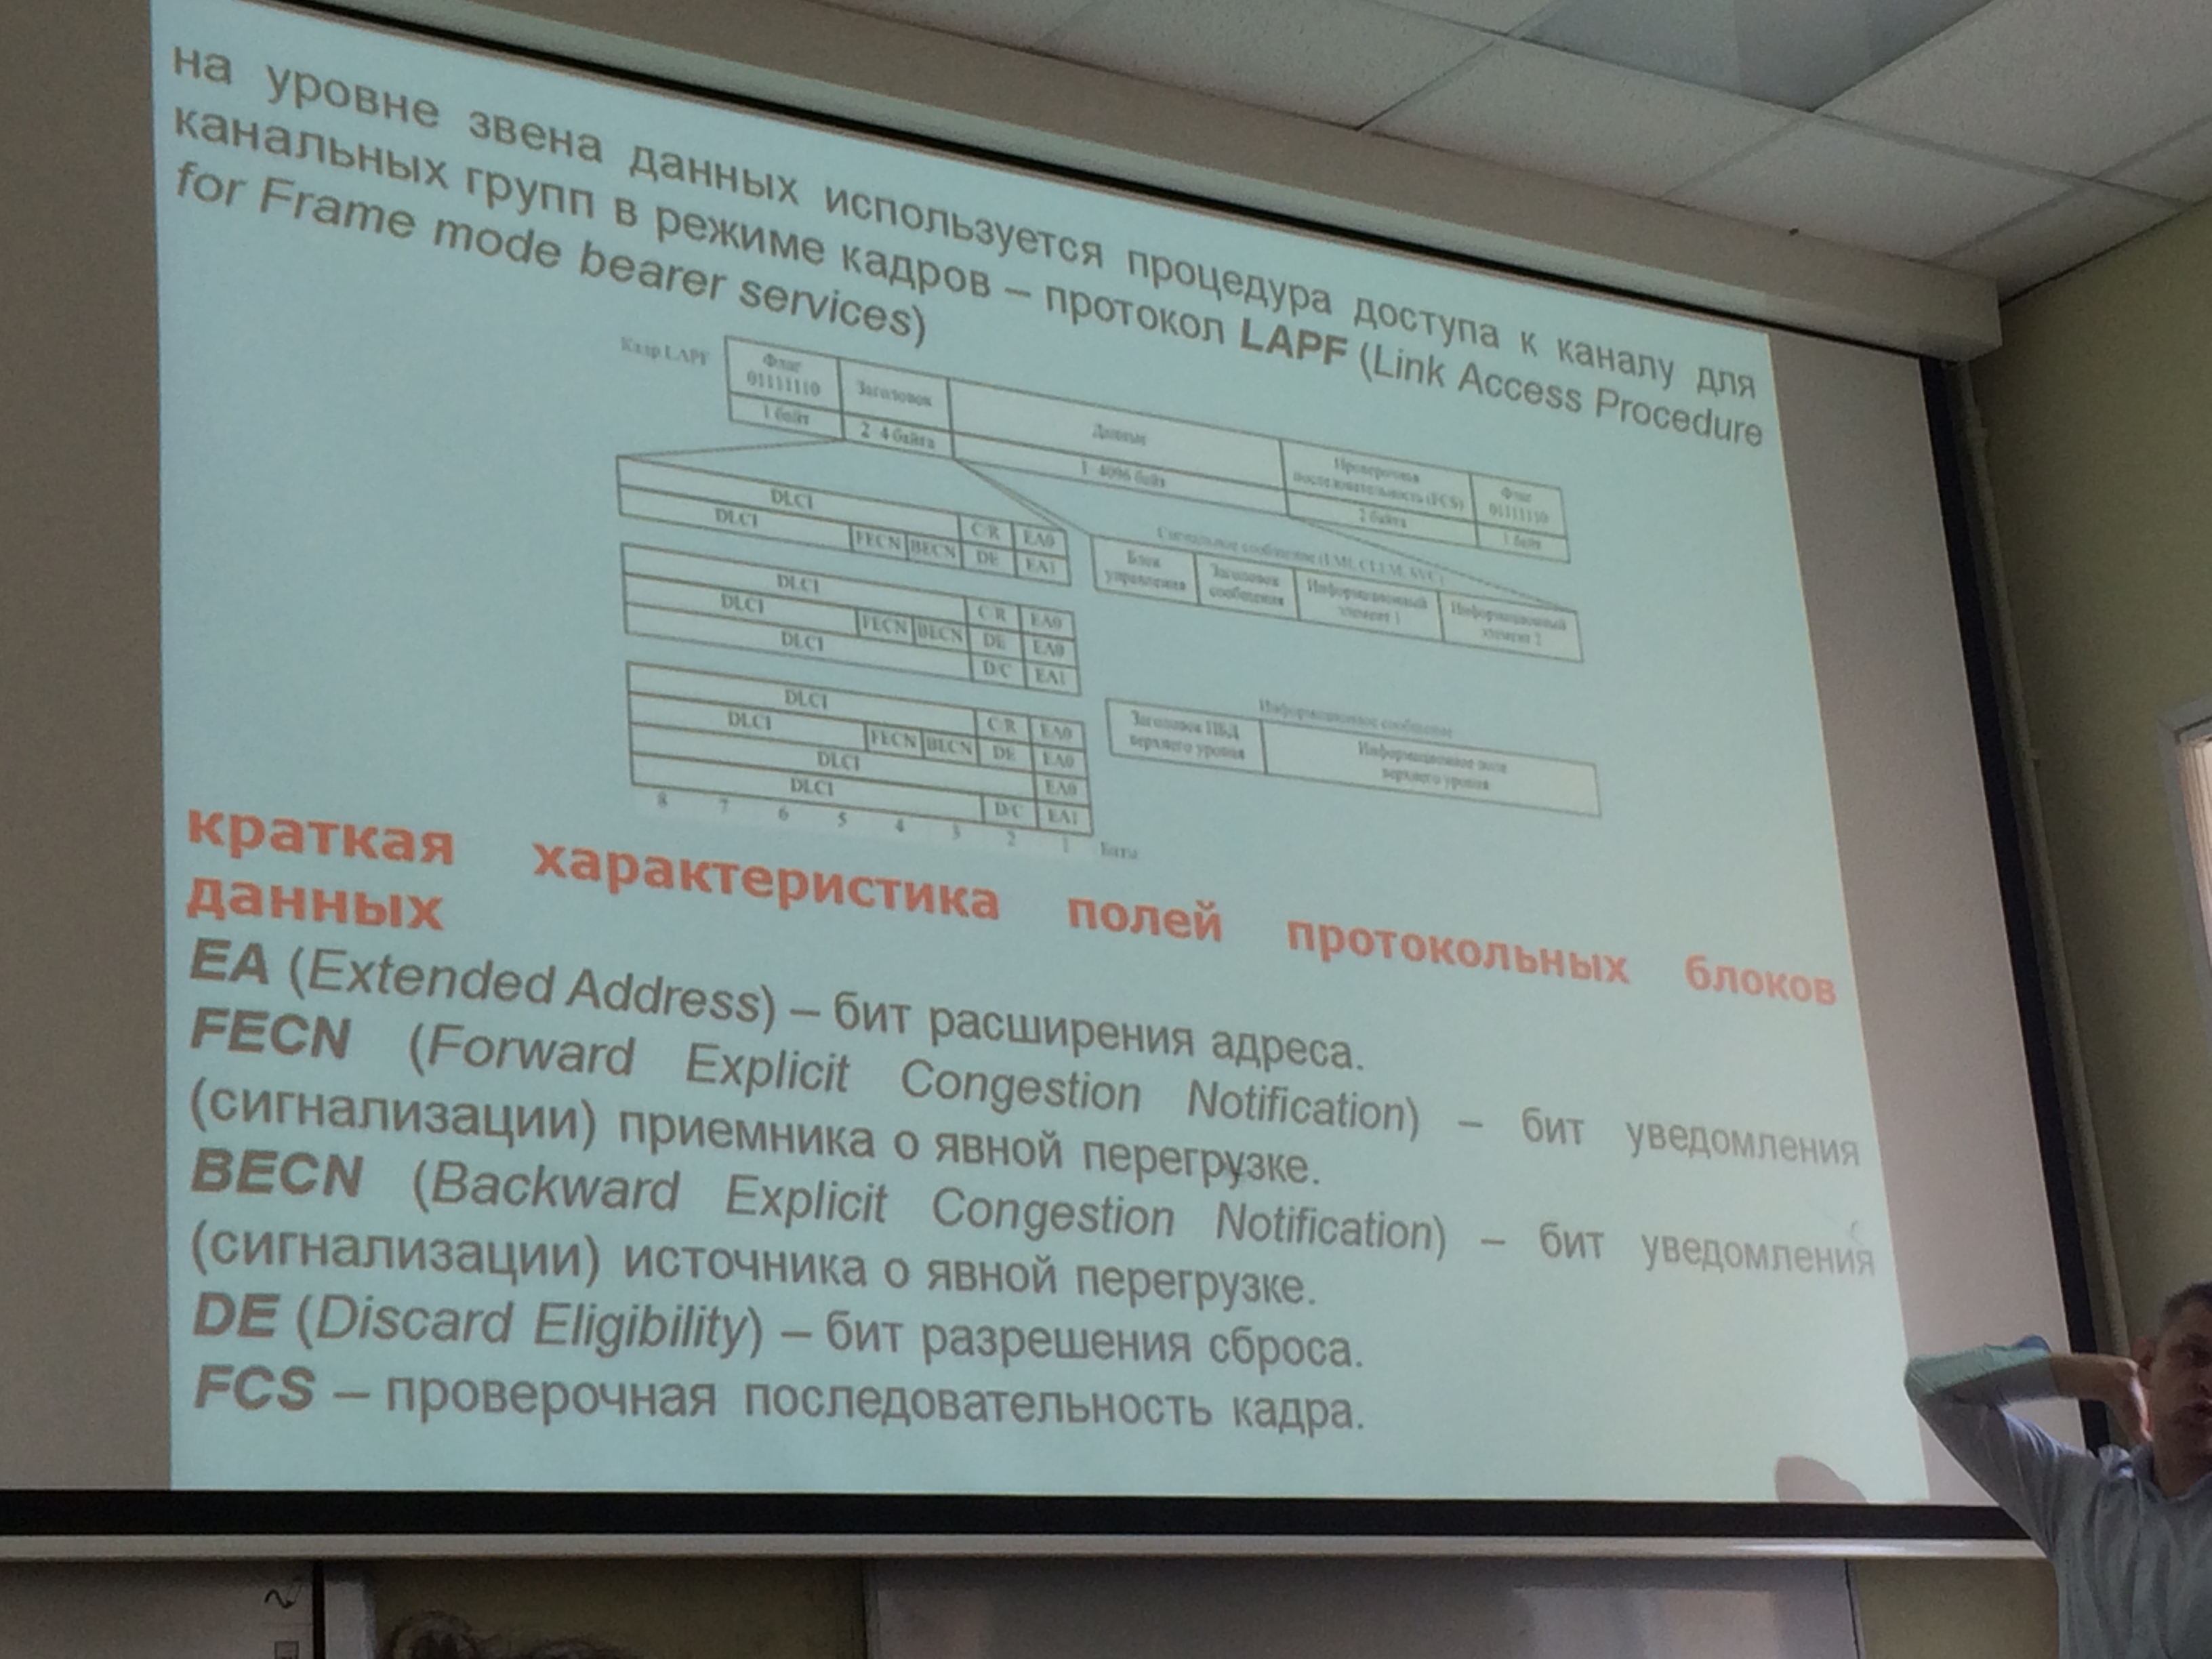 на уровне звена данных используется процедура доступа к каналу для
канальных групп в режиме кадров – протокол LAPF (Link Access Procedure
for Frame mode bearer services)
Кадр LAPF
Флаг
01111110
Заголовок
Данные
Проверочная
последовательность (FCS)
Флаг
01111110
1 байт
2 4 байта
1 4096 байт
2 байта
1 байт
DLCI C/R EA0
DLCI FECN BECN DE EA1
DLCI C/R EA0
DLCI FECN BECN DE EA0
DLCI D/C EA1
DLCI C/R EA0
DLCI FECN BECN DE EA0
DLCI EA0
DLCI D/C EA1
8 7 6 5 4 3 2 1 Биты
Сигнальное сообщение (LMI, CLLM, SVC)
Блок
управления
Заголовок
сообщения
Информационный
элемент 1
Информационный
элемент 2
Информационное сообщение
Заголовок ПБД
верхнего уровня
Информационное поле
верхнего уровня
краткая характеристика полей протокольных блоков
данных
EA (Extended Address) – бит расширения адреса.
FECN (Forward Explicit Congestion Notification) – бит уведомления
(сигнализации) приемника о явной перегрузке.
BECN (Backward Explicit Congestion Notification) – бит уведомления
(сигнализации) источника о явной перегрузке.
DE (Discard Eligibility) – бит разрешения сброса.
FCS – проверочная последовательность кадра.